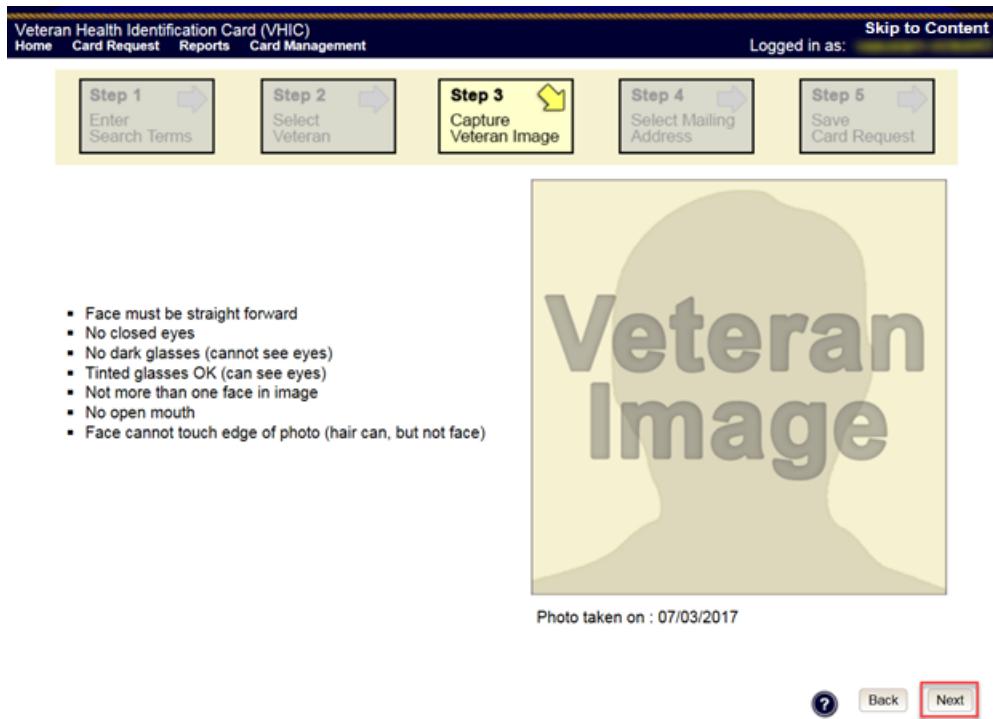 Veteran Health Identification Card (VHIC)
Skip to Content
Home Card Request Reports Card Management
Logged in as:
Step 1
Enter
Search Terms
Step 2
Select
Veteran
Step 3
Capture
Veteran Image
Step 4
Select Mailing
Address
Step 5
Save
Card Request
▪ Face must be straight forward
▪ No closed eyes
▪ No dark glasses (cannot see eyes)
▪ Tinted glasses OK (can see eyes)
▪ Not more than one face in image
▪ No open mouth
▪ Face cannot touch edge of photo (hair can, but not face)
Veteran
Image
Photo taken on : 07/03/2017
? Back Next